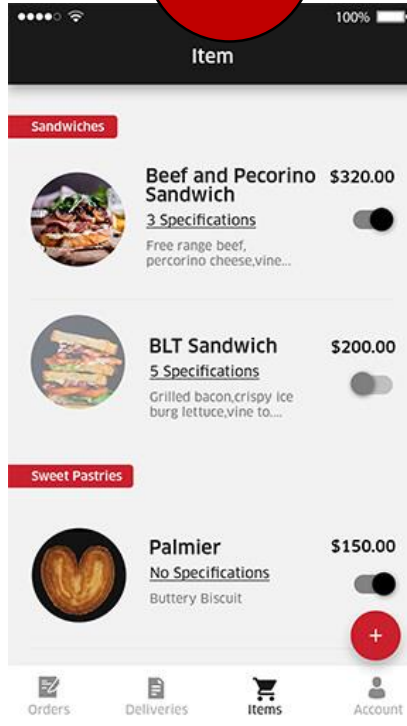 100%
Item
Sandwiches
Beef and Pecorino $320.00
Sandwich
3 Specifications
Free range beef,
percorino cheese,vine...
BLT Sandwich $200.00
5 Specifications
Grilled bacon,crispy ice
burg lettuce,vine to....
Sweet Pastries
Palmier $150.00
No Specifications
Buttery Biscuit
+
Orders Deliveries Items Account